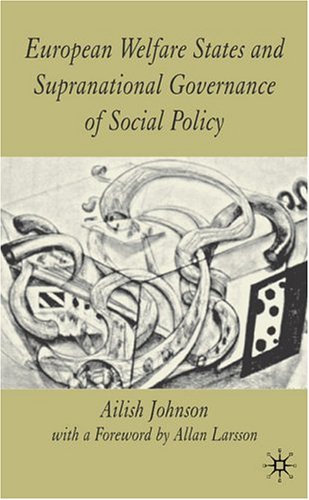 European Welfare States and
Supranational Governance
of Social Policy
Ailish Johnson
with a Foreword by Allan Larsson